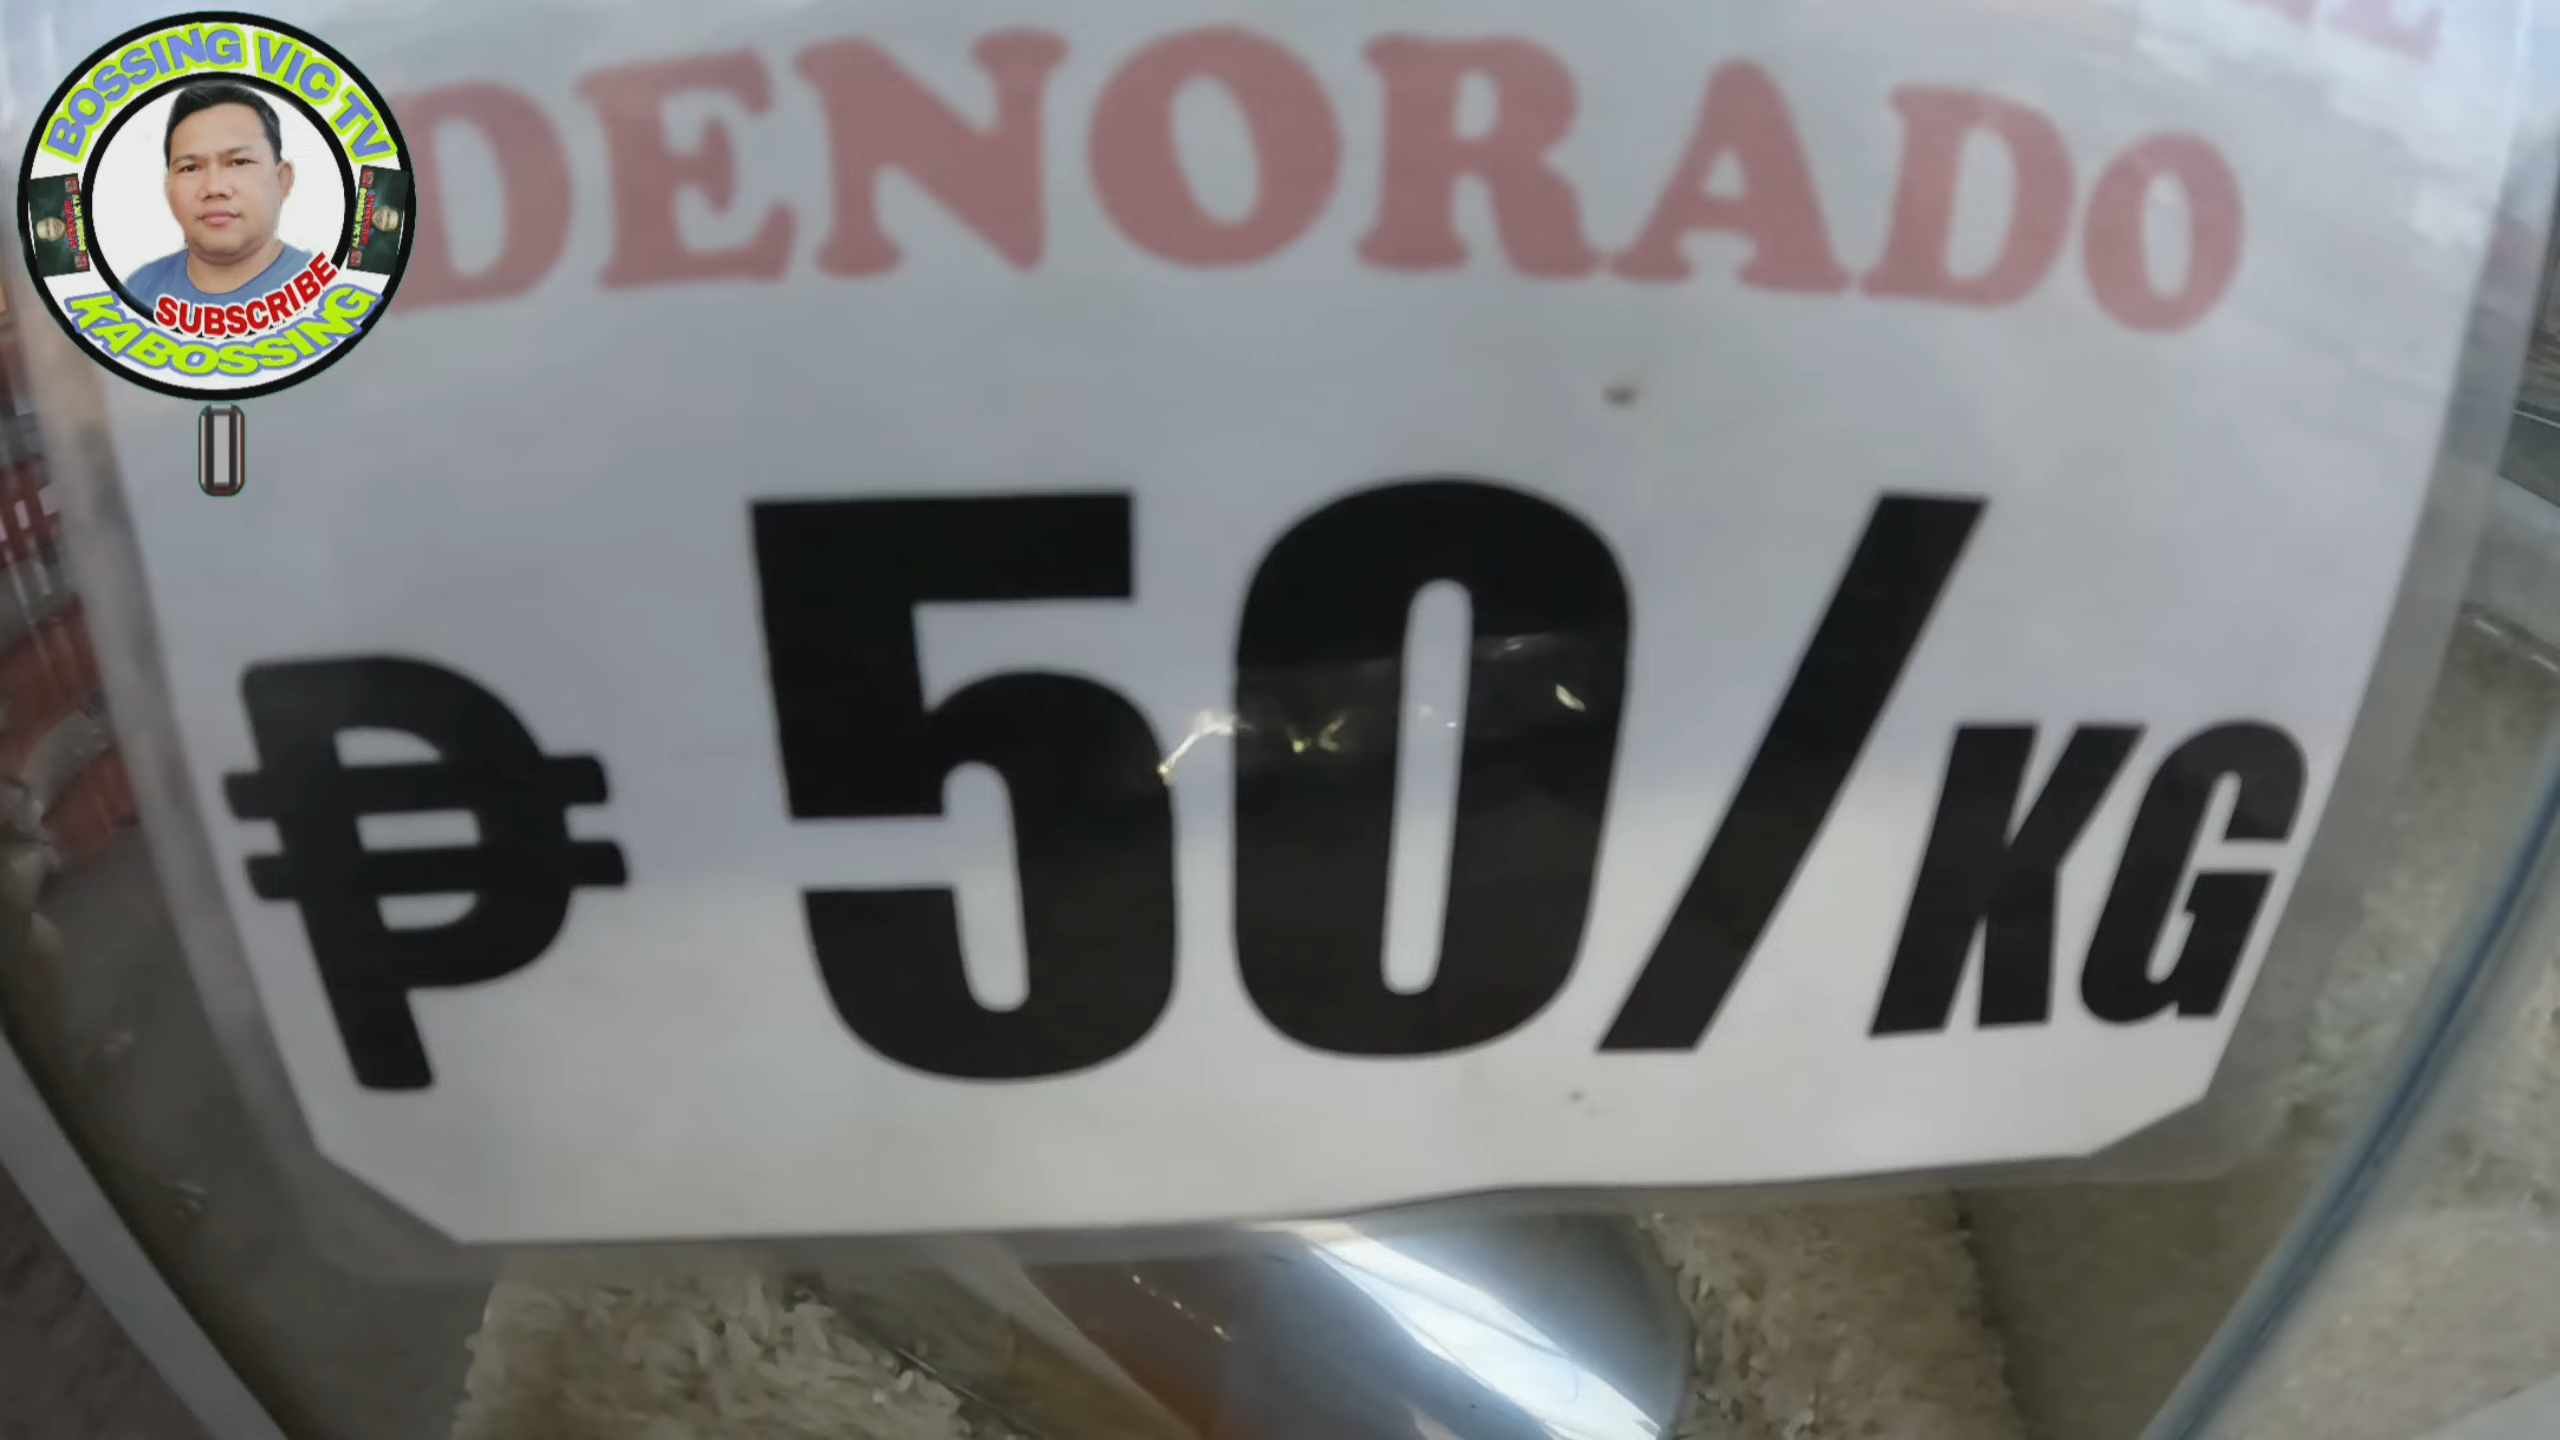 BOSSING VIC TV
SUBSCRIBE
KABOSSING
DENORADO
₱ 50/KG